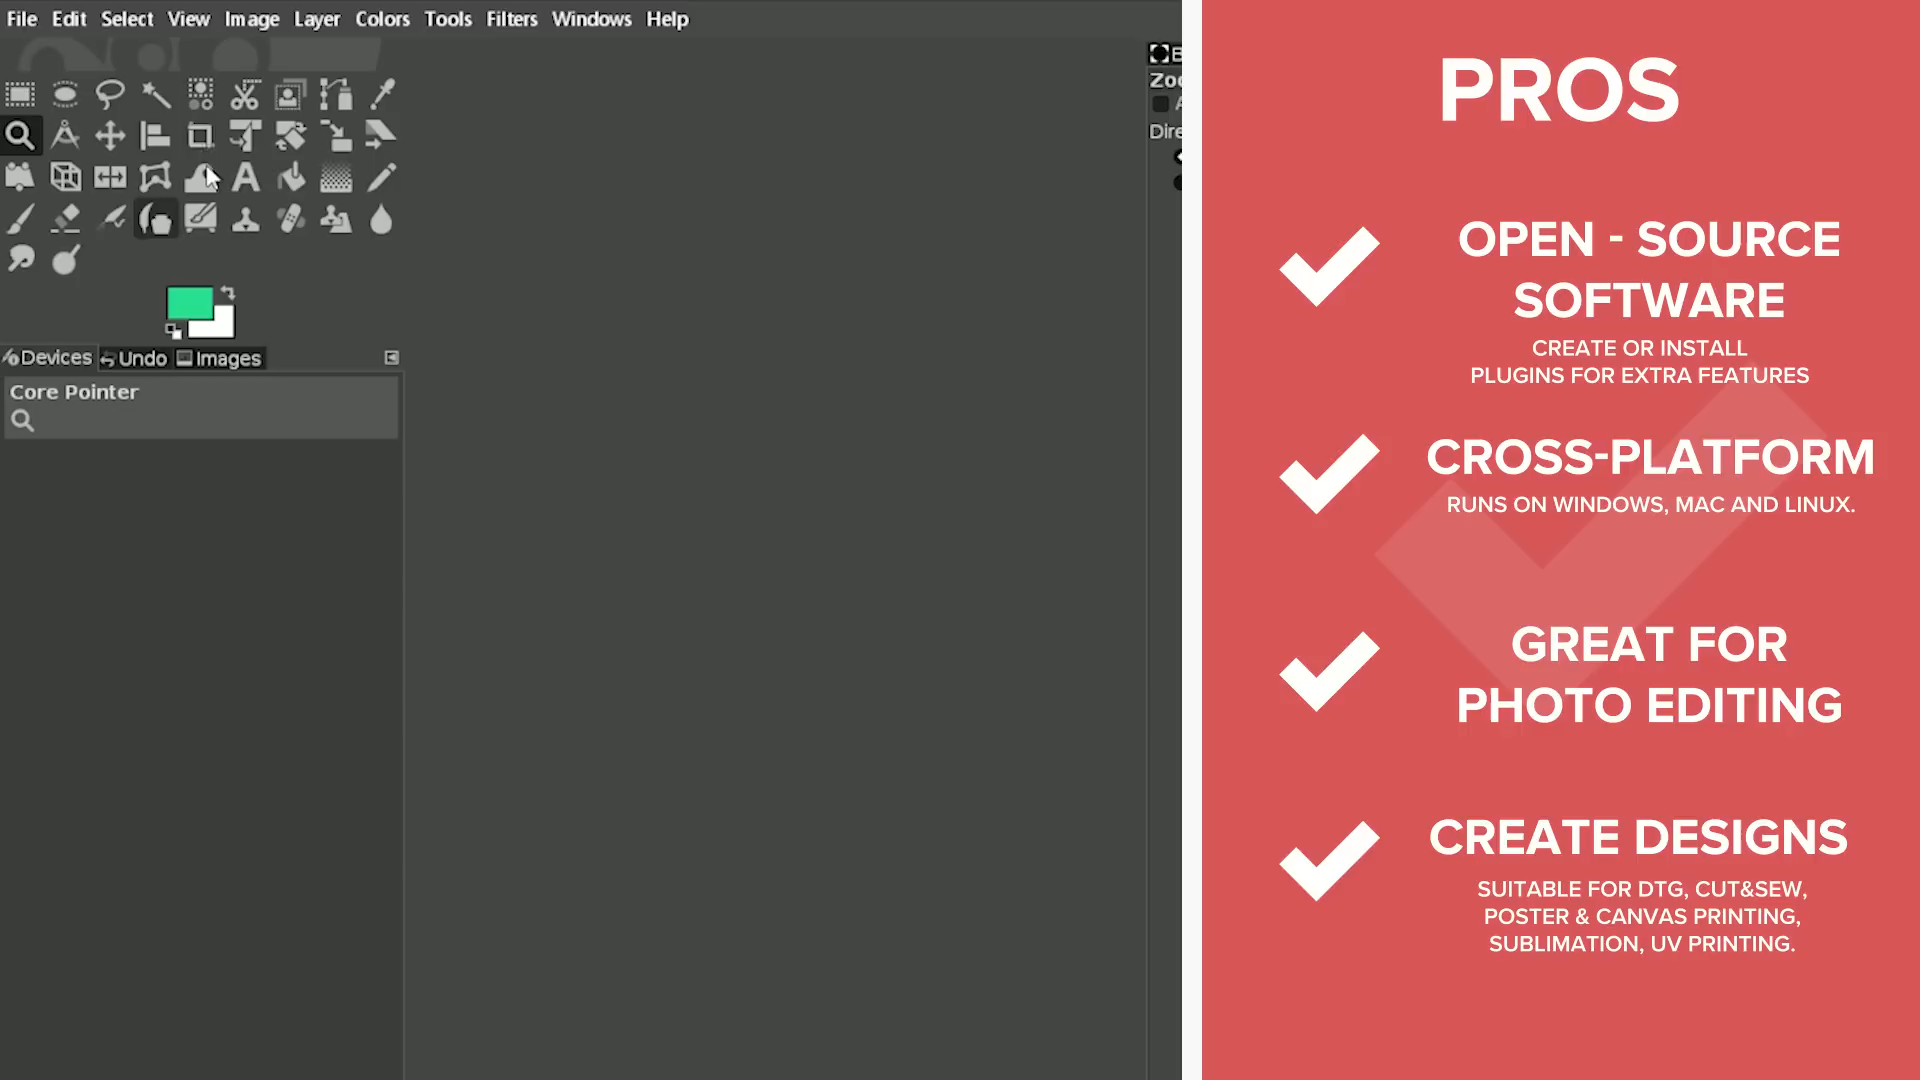 File Edit Select View Image Layer Colors Tools Filters Windows Help
Devices Undo Images
Core Pointer
Zoo
Dire
PROS
OPEN - SOURCE
SOFTWARE
CREATE OR INSTALL
PLUGINS FOR EXTRA FEATURES
CROSS-PLATFORM
RUNS ON WINDOWS, MAC AND LINUX.
GREAT FOR
PHOTO EDITING
CREATE DESIGNS
SUITABLE FOR DTG, CUT&SEW,
POSTER & CANVAS PRINTING,
SUBLIMATION, UV PRINTING.